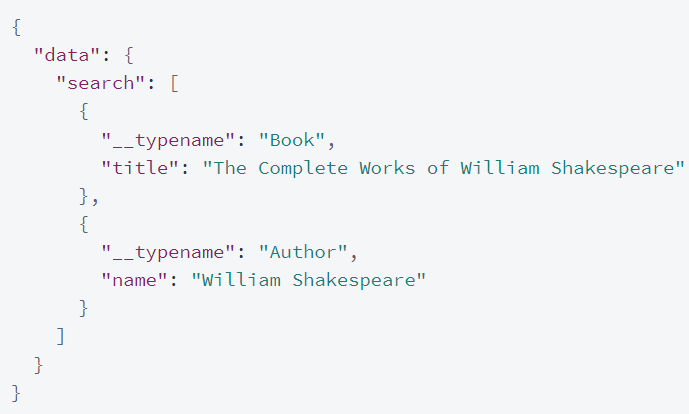 {
  "data": {
    "search": [
      {
        "__typename": "Book",
        "title": "The Complete Works of William Shakespeare"
      },
      {
        "__typename": "Author",
        "name": "William Shakespeare"
      }
    ]
  }
}